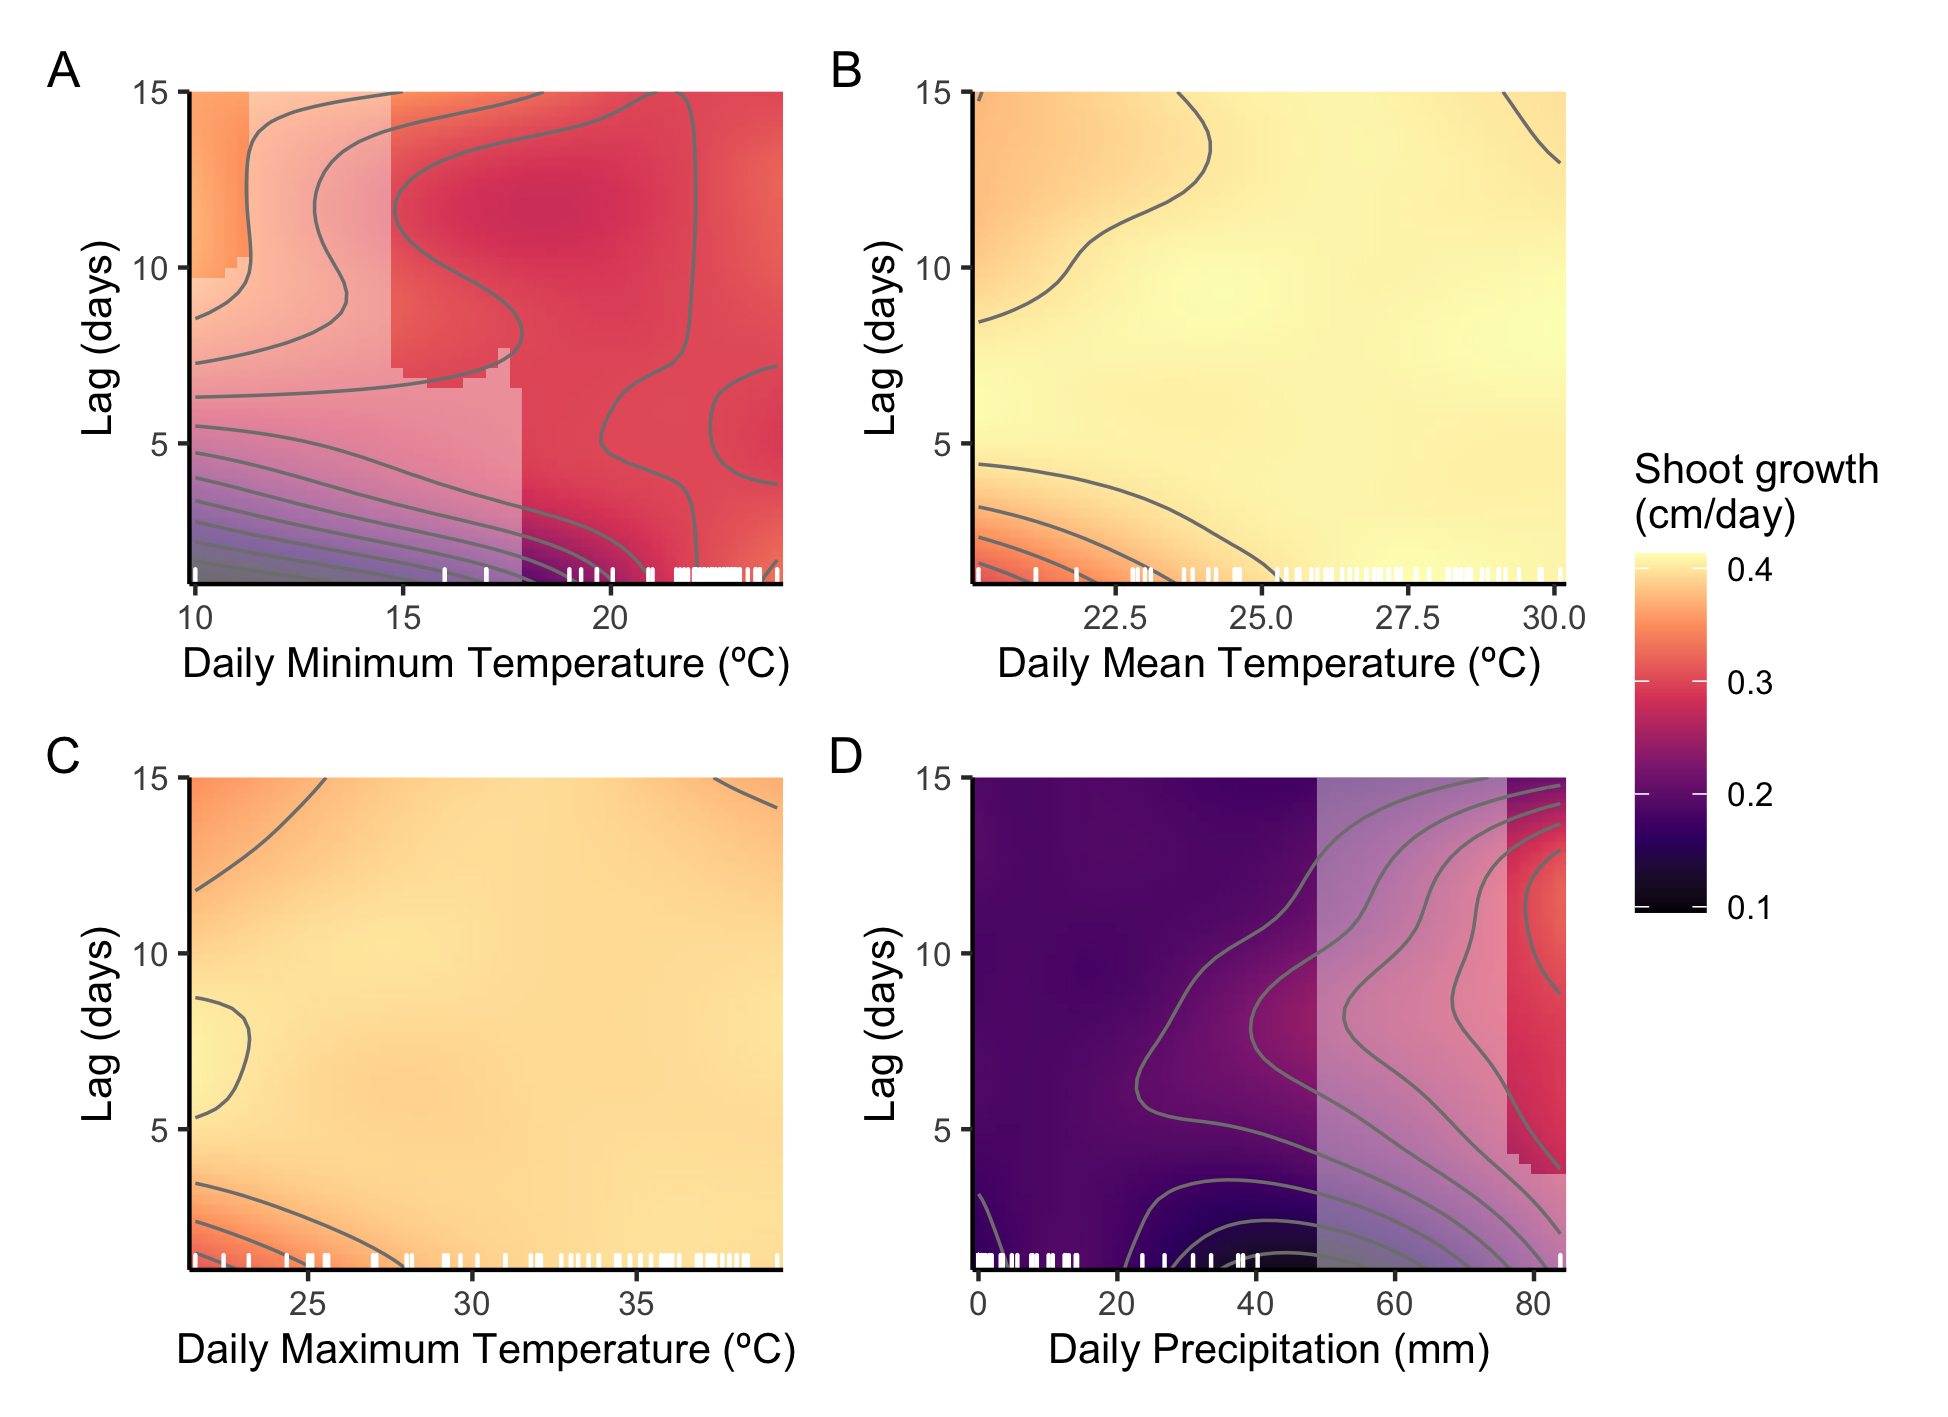 A
15
10
5
Lag (days)
10 15 20
Daily Minimum Temperature (ºC)
B
15
10
5
Lag (days)
22.5 25.0 27.5 30.0
Daily Mean Temperature (ºC)
C
15
10
5
Lag (days)
25 30 35
Daily Maximum Temperature (ºC)
D
15
10
5
Lag (days)
0 20 40 60 80
Daily Precipitation (mm)
Shoot growth
(cm/day)
0.4
0.3
0.2
0.1